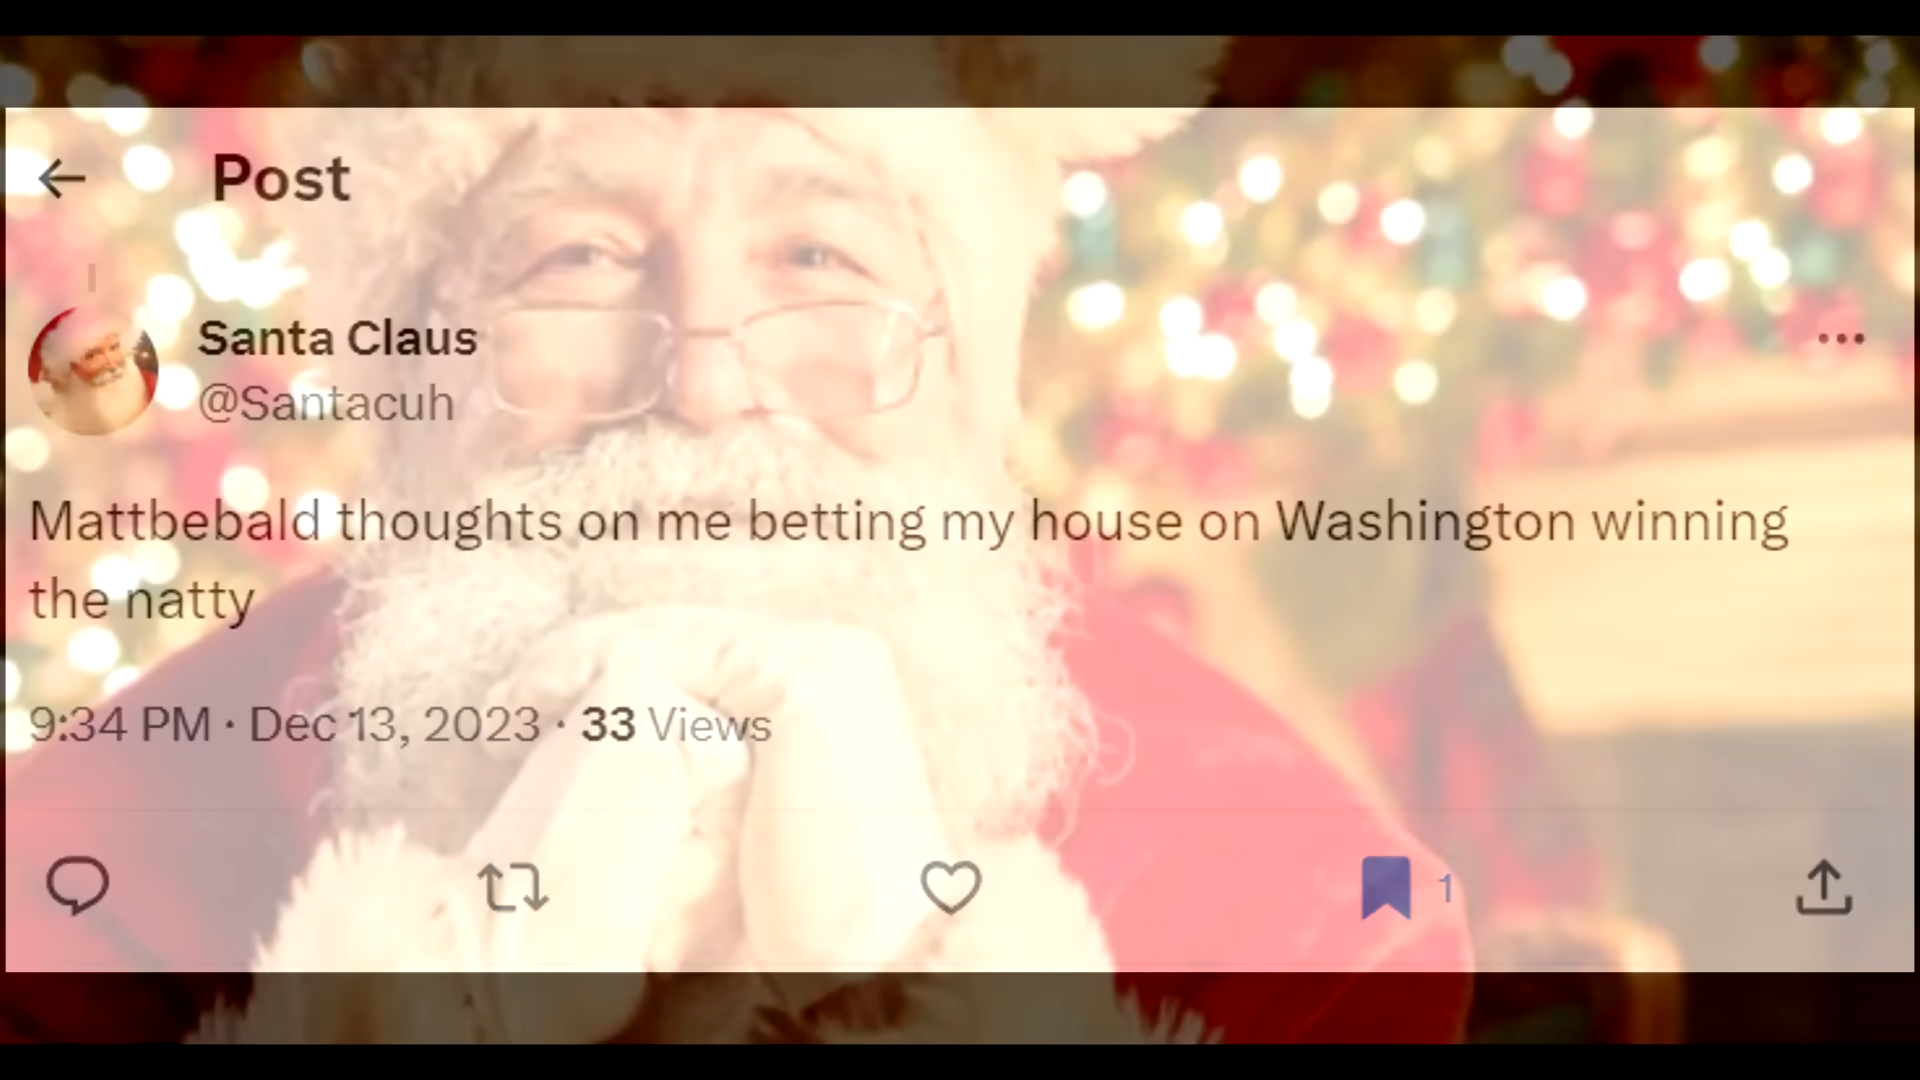 Post
Santa Claus
@Santacuh
Mattbebald thoughts on me betting my house on Washington winning
the natty
9:34 PM · Dec 13, 2023 · 33 Views
1